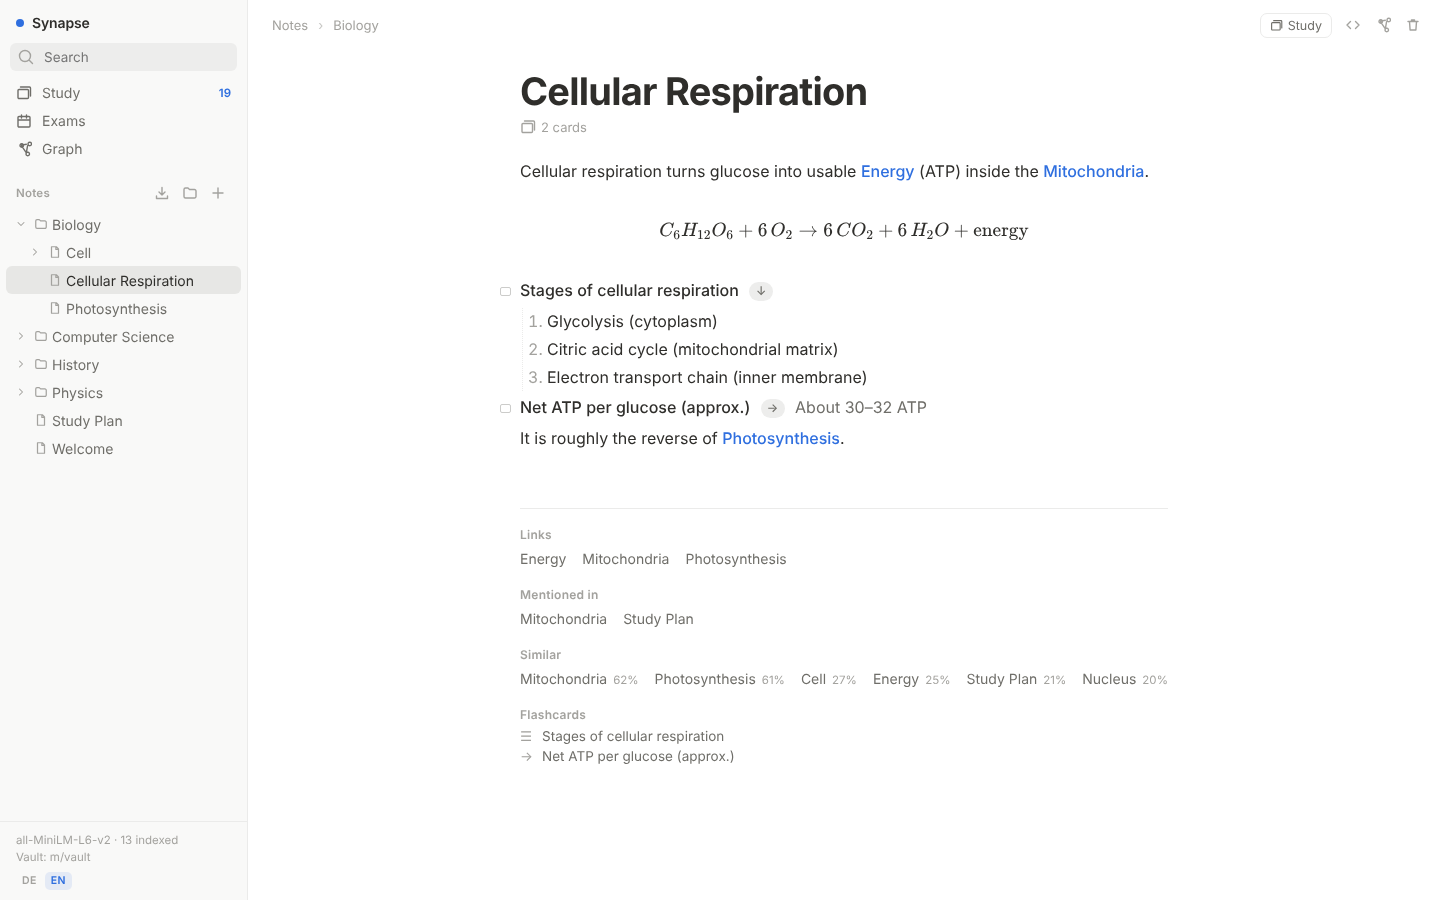 Synapse
Search
Study 19
Exams
Graph
Notes
Biology
Cell
Cellular Respiration
Photosynthesis
Computer Science
History
Physics
Study Plan
Welcome
all-MiniLM-L6-v2 · 13 indexed
Vault: m/vault
DE EN
Notes › Biology
Study
Cellular Respiration
2 cards
Cellular respiration turns glucose into usable Energy (ATP) inside the Mitochondria.
C₆H₁₂O₆ + 6 O₂ → 6 CO₂ + 6 H₂O + energy
Stages of cellular respiration ↓
1. Glycolysis (cytoplasm)
2. Citric acid cycle (mitochondrial matrix)
3. Electron transport chain (inner membrane)
Net ATP per glucose (approx.) → About 30–32 ATP
It is roughly the reverse of Photosynthesis.
Links
Energy Mitochondria Photosynthesis
Mentioned in
Mitochondria Study Plan
Similar
Mitochondria 62% Photosynthesis 61% Cell 27% Energy 25% Study Plan 21% Nucleus 20%
Flashcards
Stages of cellular respiration
→ Net ATP per glucose (approx.)